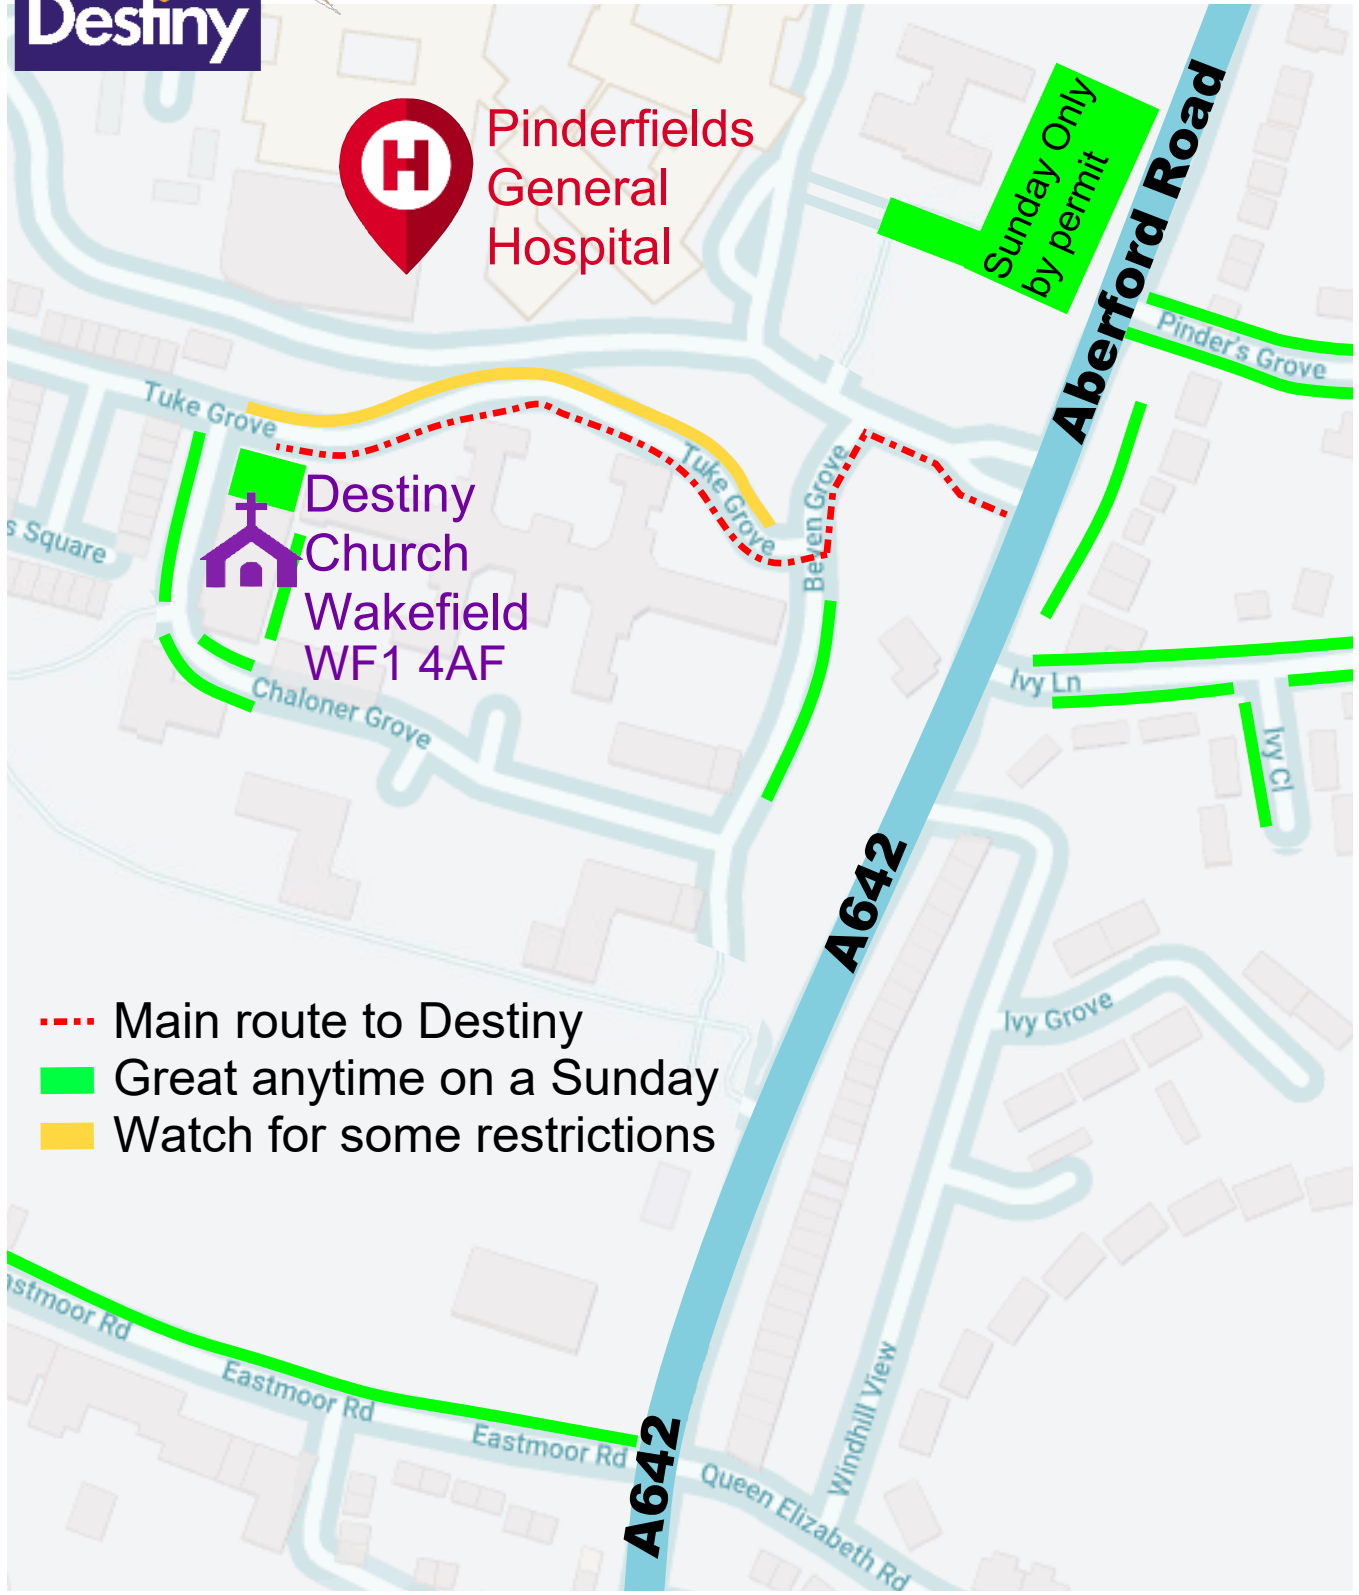 Destiny
H
Pinderfields
General
Hospital
Sunday Only
by permit
Aberford Road
Pinder's Grove
Tuke Grove
Tuke Grove
Beven Grove
s Square
Destiny
Church
Wakefield
WF1 4AF
Chaloner Grove
Ivy Ln
Ivy Cl
A642
Ivy Grove
Main route to Destiny
Great anytime on a Sunday
Watch for some restrictions
astmoor Rd
Eastmoor Rd
Eastmoor Rd
A642
Queen Elizabeth Rd
Windhill View